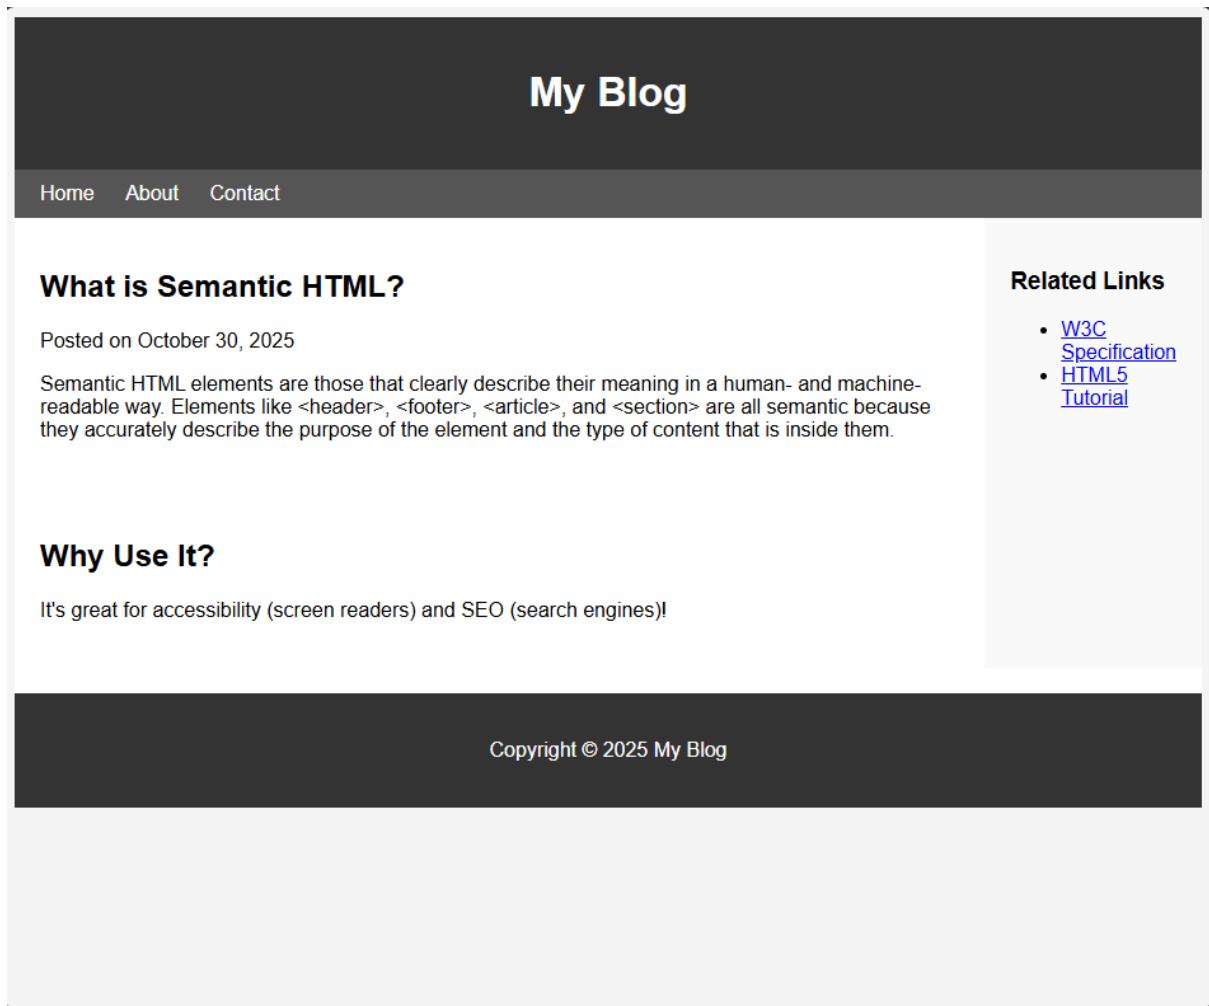 My Blog
Home About Contact
What is Semantic HTML?
Posted on October 30, 2025
Semantic HTML elements are those that clearly describe their meaning in a human- and machine-
readable way. Elements like <header>, <footer>, <article>, and <section> are all semantic because
they accurately describe the purpose of the element and the type of content that is inside them.
Why Use It?
It's great for accessibility (screen readers) and SEO (search engines)!
Related Links
W3C
Specification
HTML5
Tutorial
Copyright © 2025 My Blog